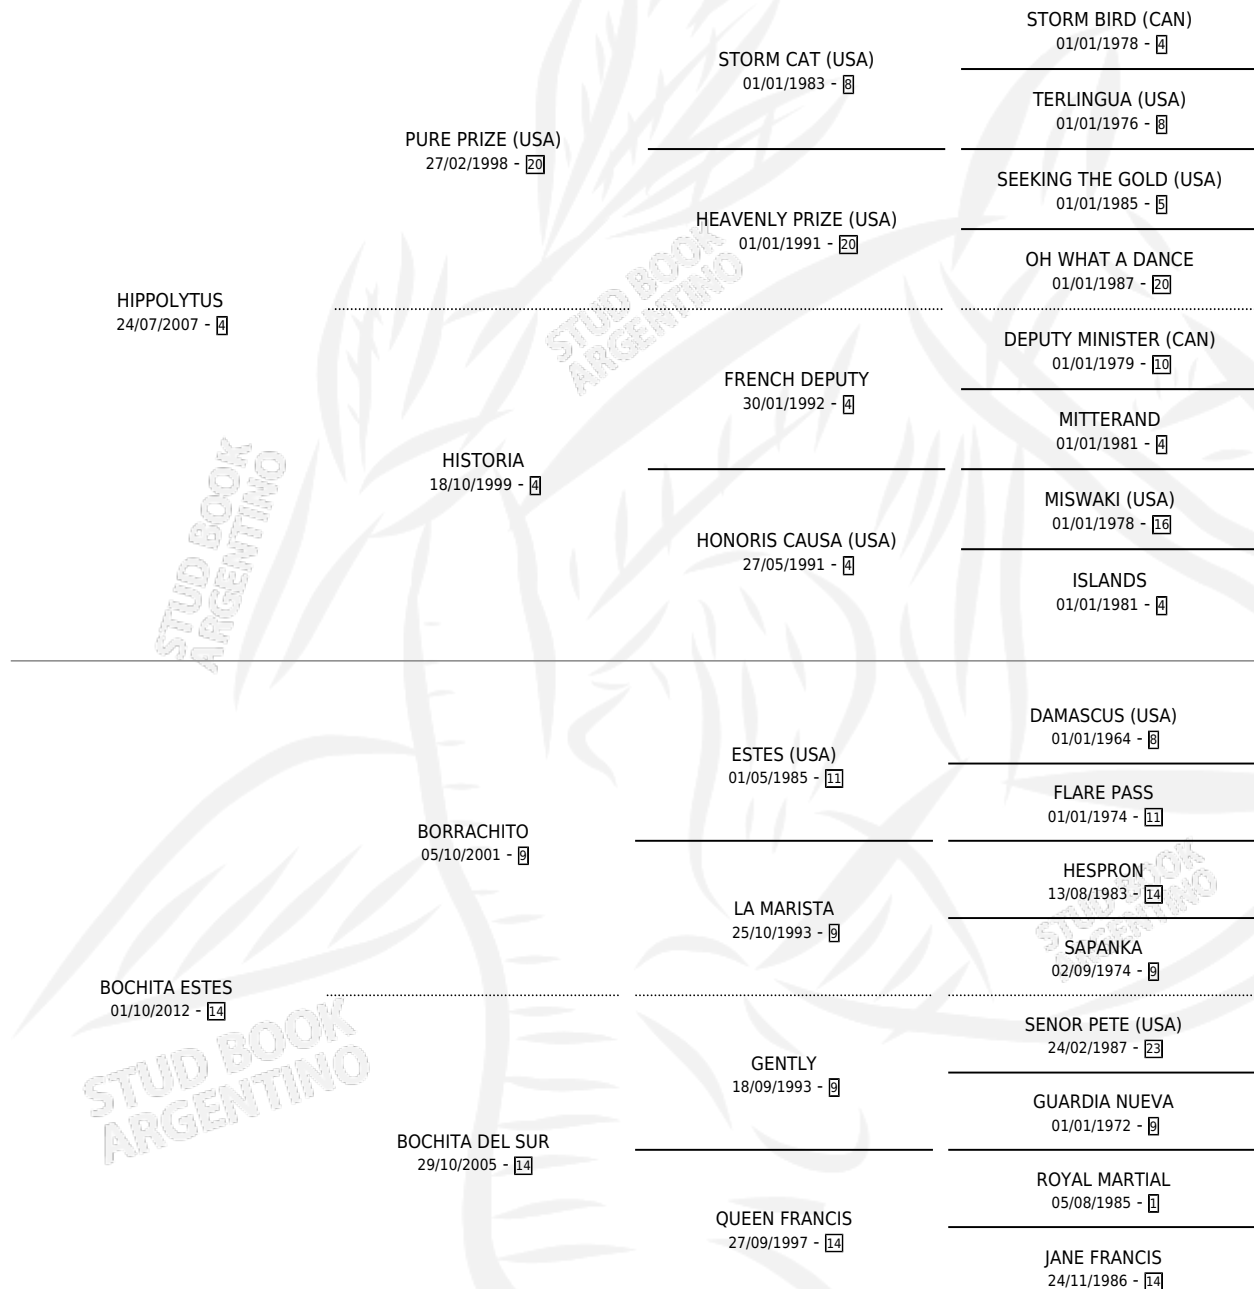 STORM BIRD (CAN)
01/01/1978 - 4
STORM CAT (USA)
01/01/1983 - 8
TERLINGUA (USA)
01/01/1976 - 8
PURE PRIZE (USA)
27/02/1998 - 20
SEEKING THE GOLD (USA)
01/01/1985 - 5
HEAVENLY PRIZE (USA)
01/01/1991 - 20
OH WHAT A DANCE
01/01/1987 - 20
HIPPOLYTUS
24/07/2007 - 4
DEPUTY MINISTER (CAN)
01/01/1979 - 10
FRENCH DEPUTY
30/01/1992 - 4
MITTERAND
01/01/1981 - 4
HISTORIA
18/10/1999 - 4
MISWAKI (USA)
01/01/1978 - 16
HONORIS CAUSA (USA)
27/05/1991 - 4
ISLANDS
01/01/1981 - 4
DAMASCUS (USA)
01/01/1964 - 8
ESTES (USA)
01/05/1985 - 11
FLARE PASS
01/01/1974 - 11
BORRACHITO
05/10/2001 - 9
HESPRON
13/08/1983 - 14
LA MARISTA
25/10/1993 - 9
SAPANKA
02/09/1974 - 9
BOCHITA ESTES
01/10/2012 - 14
SENOR PETE (USA)
24/02/1987 - 23
GENTLY
18/09/1993 - 9
GUARDIA NUEVA
01/01/1972 - 9
BOCHITA DEL SUR
29/10/2005 - 14
ROYAL MARTIAL
05/08/1985 - 1
QUEEN FRANCIS
27/09/1997 - 14
JANE FRANCIS
24/11/1986 - 14
STUD BOOK
ARGENTINO
STUD BOOK
ARGENTINO
STUD BOOK
ARGENTINO
STUD BOOK
ARGENTINO